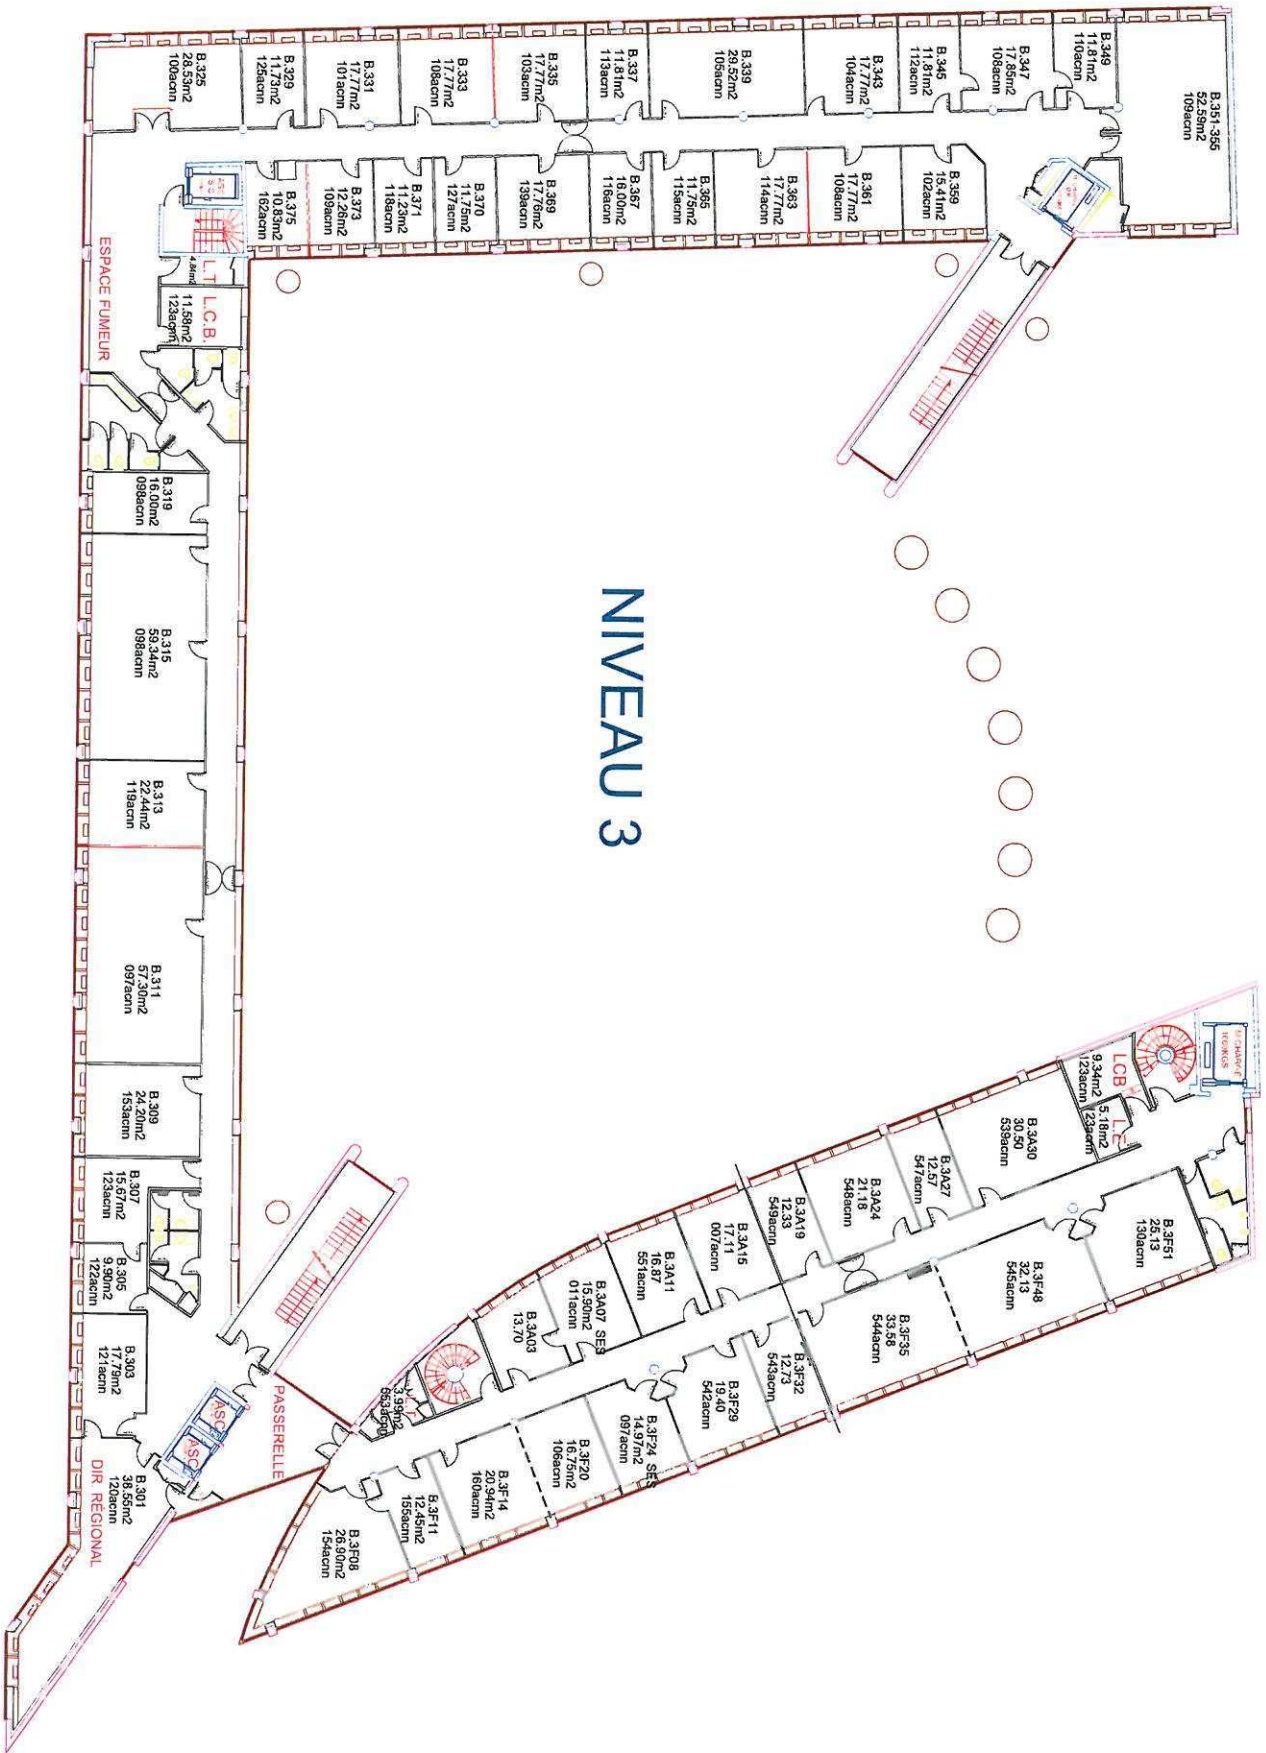 NIVEAU 3
B.325
28.53m2
100acnn
B.329
11.73m2
125acnn
B.331
17.77m2
101acnn
B.333
17.77m2
108acnn
B.335
17.77m2
103acnn
B.337
11.81m2
113acnn
B.339
29.52m2
105acnn
B.343
17.77m2
104acnn
B.345
11.81m2
112acnn
B.347
17.85m2
108acnn
B.349
11.81m2
110acnn
B.351-355
52.59m2
109acnn
B.375
10.83m2
162acnn
B.373
12.26m2
109acnn
B.371
11.23m2
118acnn
B.370
11.75m2
127acnn
B.369
17.76m2
139acnn
B.367
16.00m2
116acnn
B.365
11.75m2
115acnn
B.363
17.77m2
114acnn
B.361
17.77m2
108acnn
B.359
15.41m2
102acnn
ESPACE FUMEUR
L.T
4.84m2
L.C.B.
11.58m2
123acnn
B.319
16.00m2
098acnn
B.315
59.34m2
098acnn
B.313
22.44m2
119acnn
B.311
57.30m2
097acnn
B.309
24.20m2
153acnn
B.307
15.67m2
123acnn
B.305
9.90m2
122acnn
B.303
17.79m2
121acnn
B.301
38.55m2
120acnn
DIR RÉGIONAL
ASC
ASC
PASSERELLE
M CHARGE
1600KGS
LCB
9.34m2
123acnn
L.E
5.18m2
123acnn
B.3A30
30.50
539acnn
B.3A27
12.57
547acnn
B.3A24
21.18
548acnn
B.3A19
12.33
549acnn
B.3A15
17.11
007acnn
B.3A11
16.87
551acnn
B.3A07 SES
15.90m2
011acnn
B.3A03
13.70
3.99m2
553acnn
B.3F51
25.13
130acnn
B.3F48
32.13
545acnn
B.3F35
33.58
544acnn
B.3F32
12.73
543acnn
B.3F29
19.40
542acnn
B.3F24 SES
14.97m2
097acnn
B.3F20
16.75m2
106acnn
B.3F14
20.94m2
160acnn
B.3F11
12.45m2
155acnn
B.3F08
26.90m2
154acnn